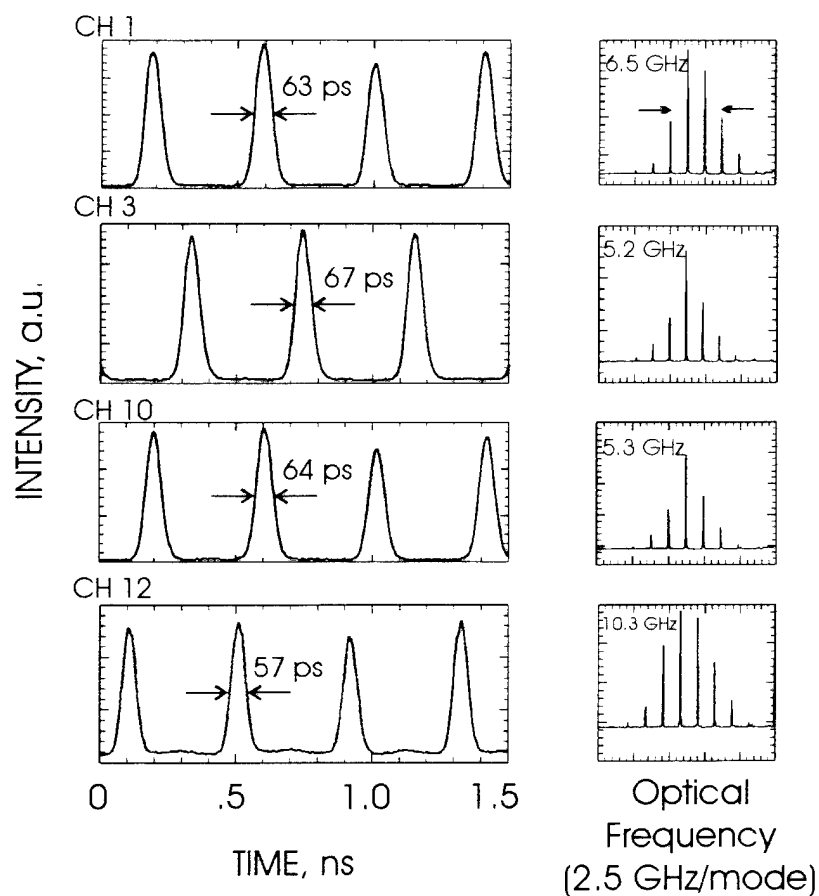 CH 1
63 ps
6.5 GHz
CH 3
67 ps
5.2 GHz
CH 10
64 ps
5.3 GHz
CH 12
57 ps
10.3 GHz
INTENSITY, a.u.
0 .5 1.0 1.5
TIME, ns
Optical
Frequency
(2.5 GHz/mode)